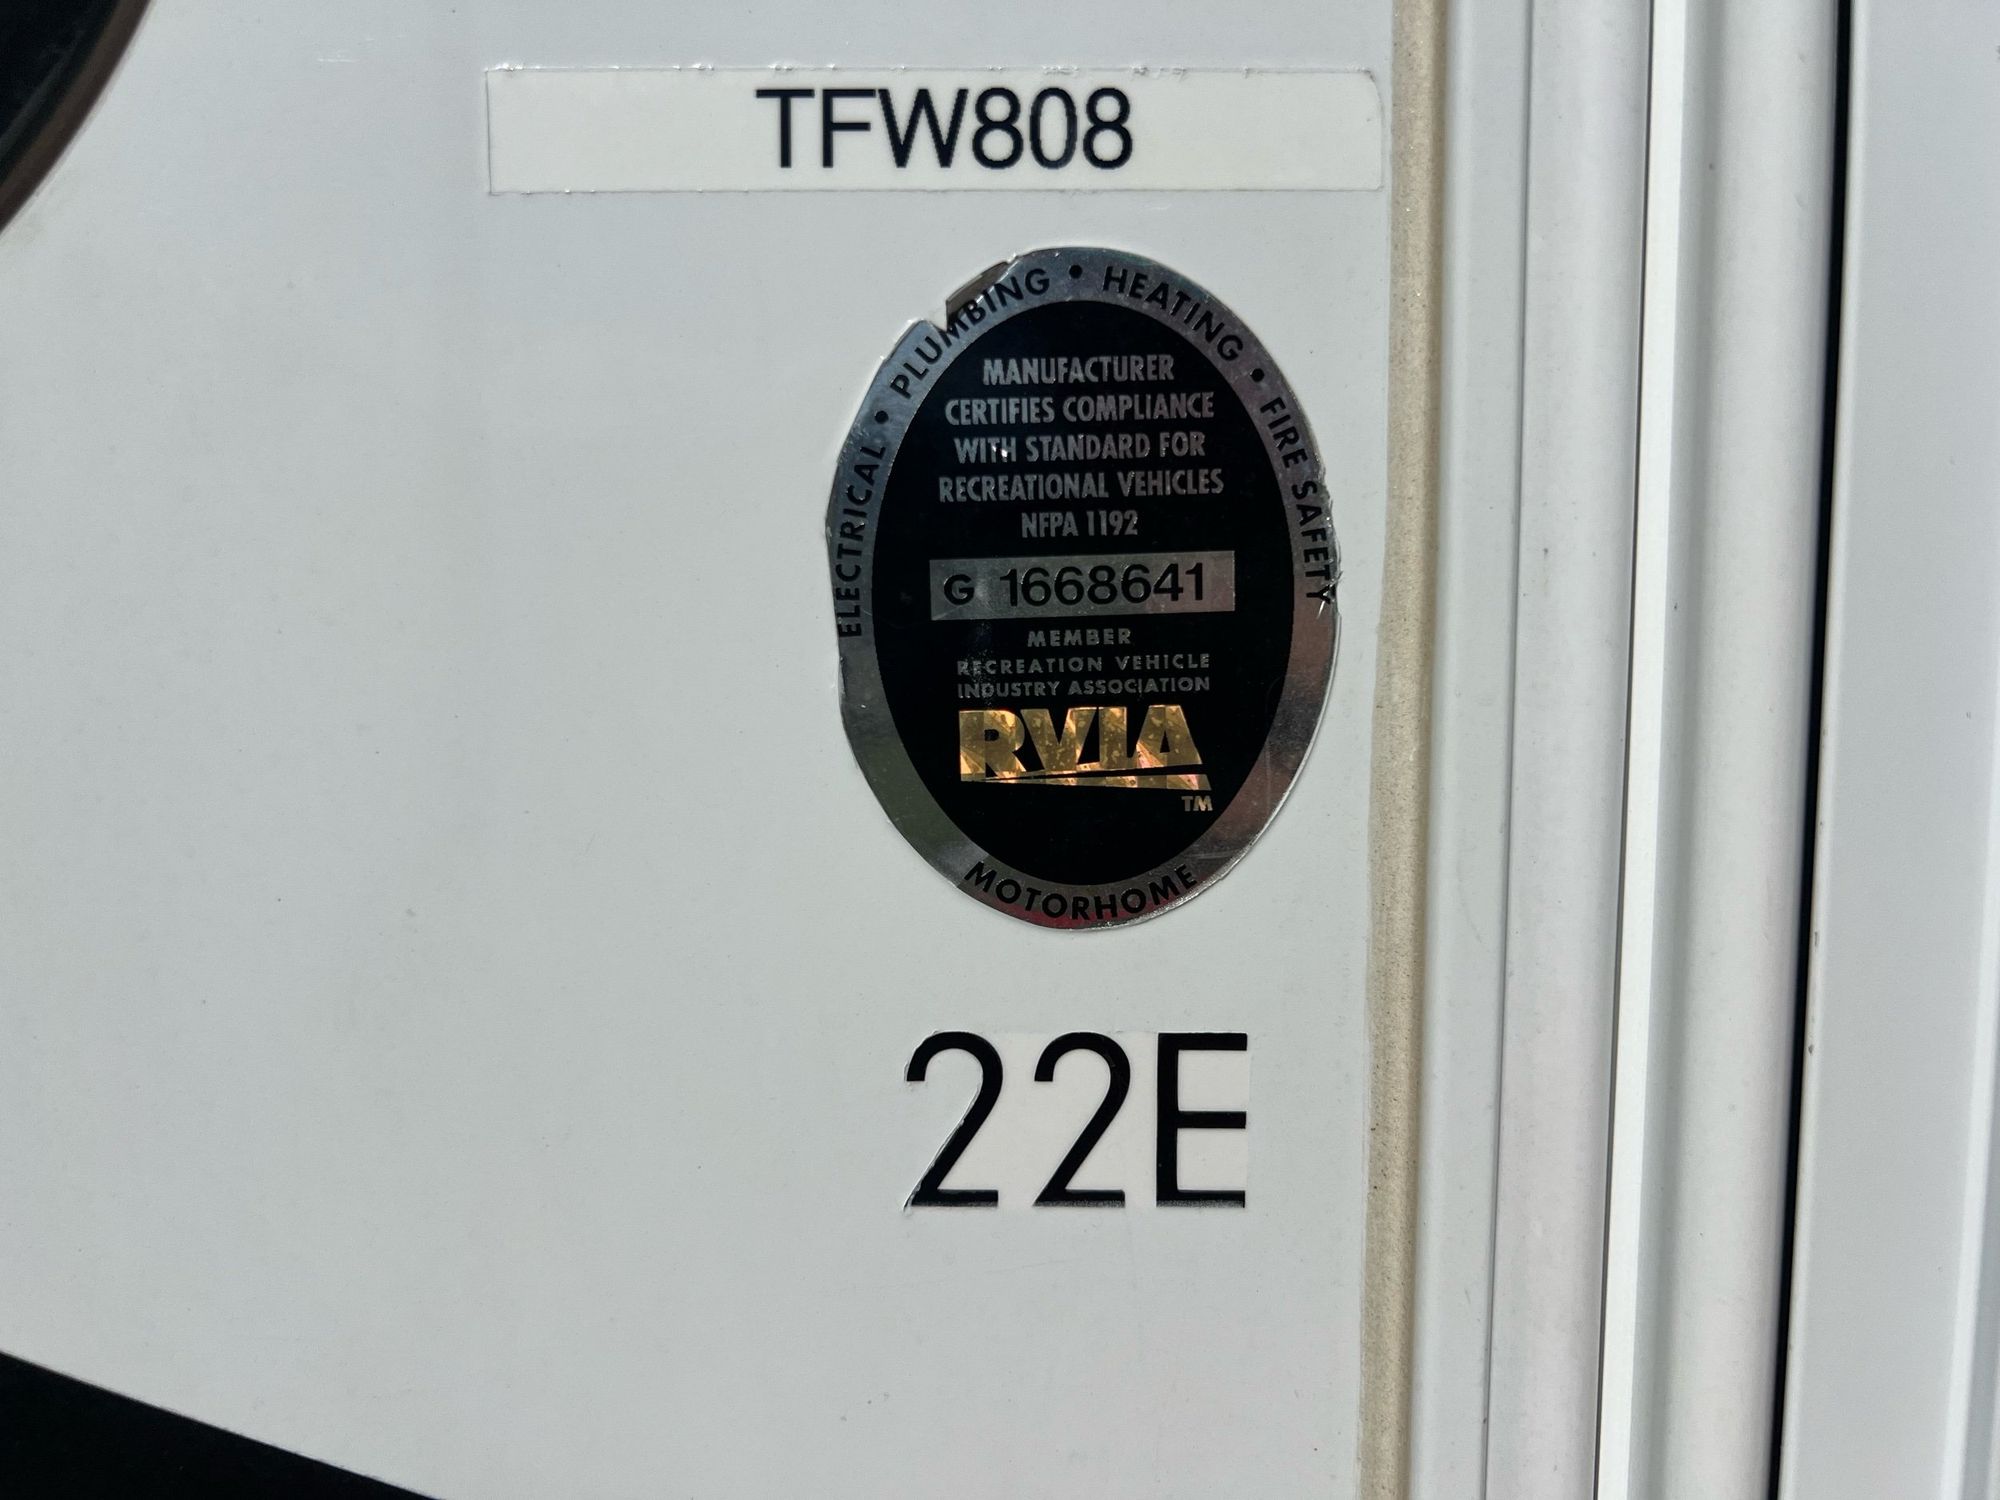 TFW808
ELECTRICAL • PLUMBING • HEATING • FIRE SAFETY
MANUFACTURER
CERTIFIES COMPLIANCE
WITH STANDARD FOR
RECREATIONAL VEHICLES
NFPA 1192
G 1668641
MEMBER
RECREATION VEHICLE
INDUSTRY ASSOCIATION
RVIA
TM
MOTORHOME
22E